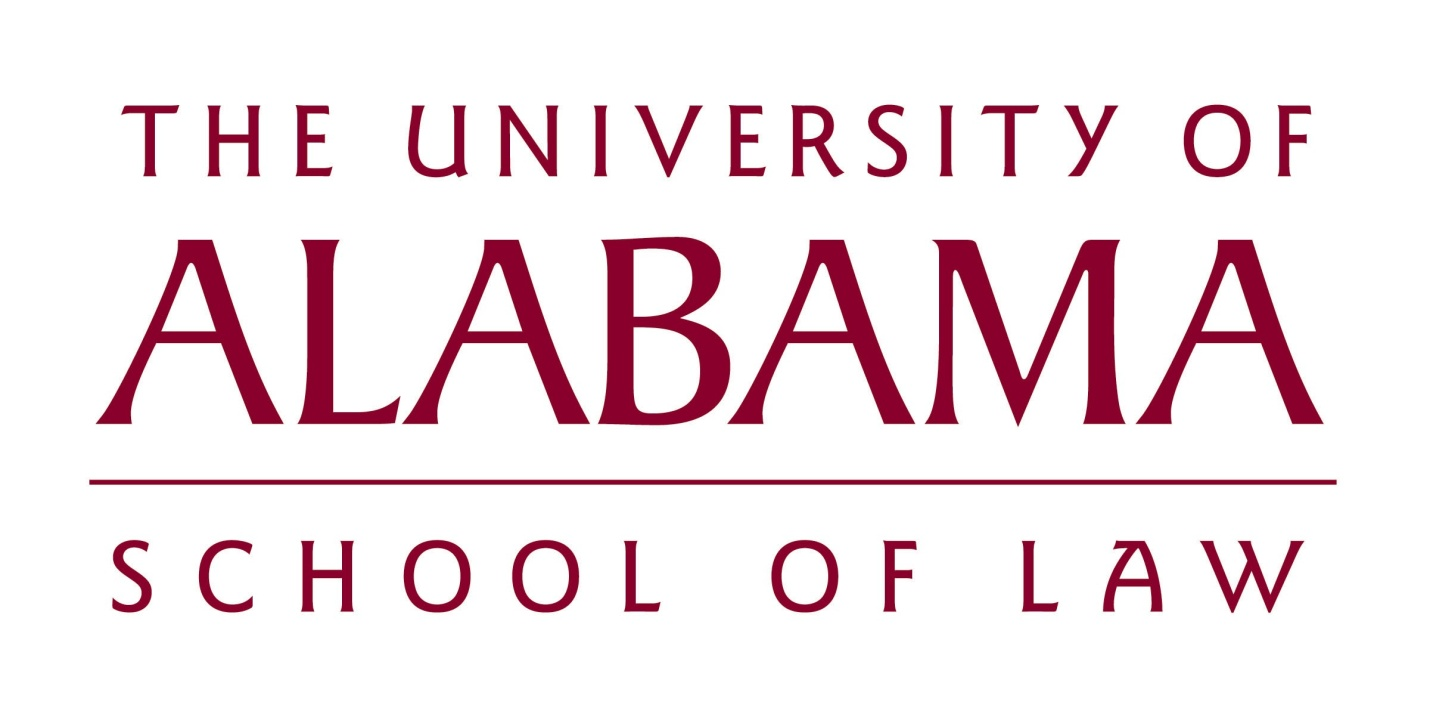 THE UNIVERSITY OF
ALABAMA
SCHOOL OF LAW